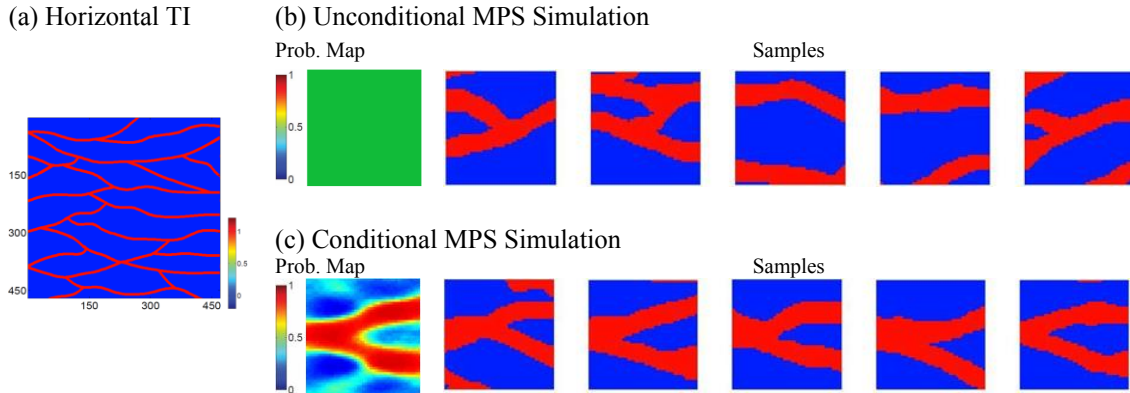 (a) Horizontal TI
(b) Unconditional MPS Simulation
Prob. Map
Samples
1
0.5
0
150
300
450
150
300
450
1
0.5
0
(c) Conditional MPS Simulation
Prob. Map
Samples
1
0.5
0